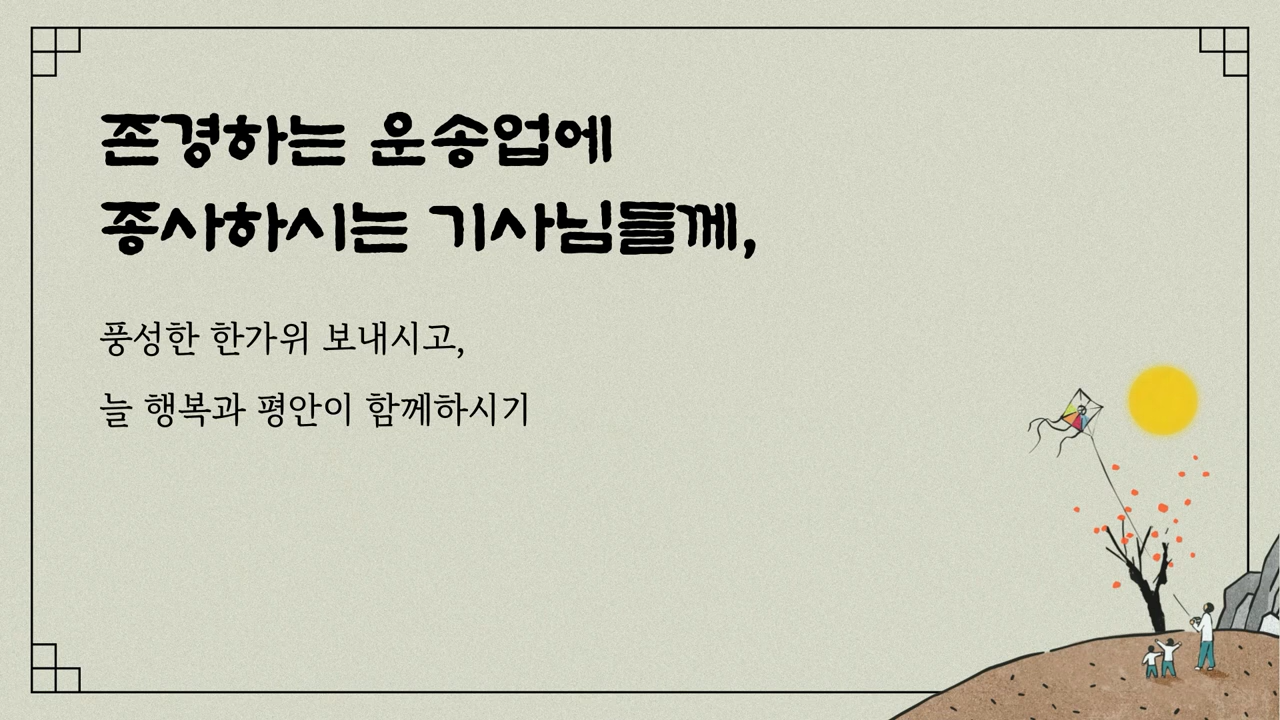 존경하는 운송업에
종사하시는 기사님들께,
풍성한 한가위 보내시고,
늘 행복과 평안이 함께하시기